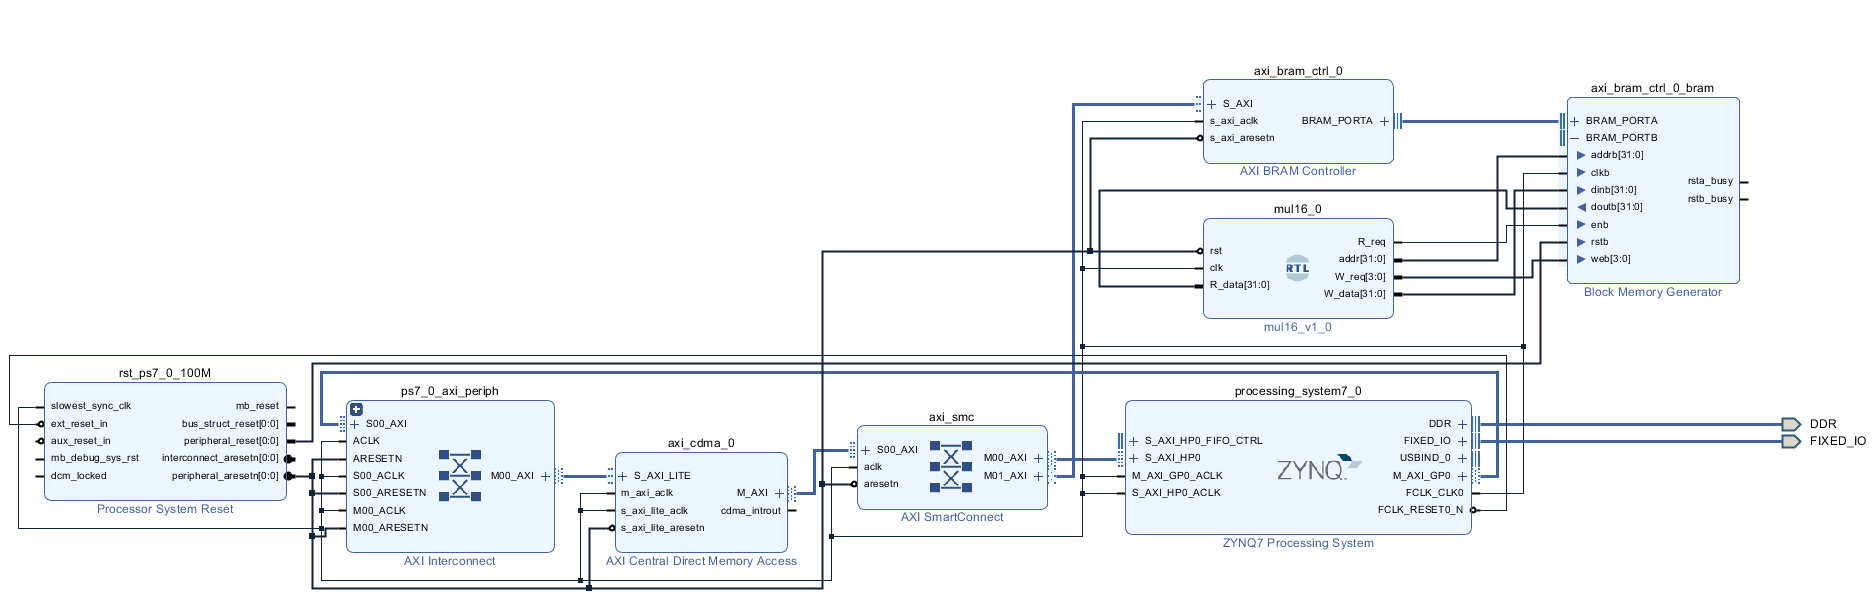 axi_bram_ctrl_0
S_AXI
s_axi_aclk
s_axi_aresetn
BRAM_PORTA
AXI BRAM Controller
axi_bram_ctrl_0_bram
BRAM_PORTA
BRAM_PORTB
addrb[31:0]
clkb
dinb[31:0]
doutb[31:0]
enb
rstb
web[3:0]
rsta_busy
rstb_busy
Block Memory Generator
mul16_0
rst
clk
R_data[31:0]
RTL
R_req
addr[31:0]
W_req[3:0]
W_data[31:0]
mul16_v1_0
rst_ps7_0_100M
slowest_sync_clk
ext_reset_in
aux_reset_in
mb_debug_sys_rst
dcm_locked
mb_reset
bus_struct_reset[0:0]
peripheral_reset[0:0]
interconnect_aresetn[0:0]
peripheral_aresetn[0:0]
Processor System Reset
ps7_0_axi_periph
S00_AXI
ACLK
ARESETN
S00_ACLK
S00_ARESETN
M00_ACLK
M00_ARESETN
M00_AXI
AXI Interconnect
axi_cdma_0
S_AXI_LITE
m_axi_aclk
s_axi_lite_aclk
s_axi_lite_aresetn
M_AXI
cdma_introut
AXI Central Direct Memory Access
axi_smc
S00_AXI
aclk
aresetn
M00_AXI
M01_AXI
AXI SmartConnect
processing_system7_0
S_AXI_HP0_FIFO_CTRL
S_AXI_HP0
M_AXI_GP0_ACLK
S_AXI_HP0_ACLK
ZYNQ
DDR
FIXED_IO
USBIND_0
M_AXI_GP0
FCLK_CLK0
FCLK_RESET0_N
ZYNQ7 Processing System
DDR
FIXED_IO